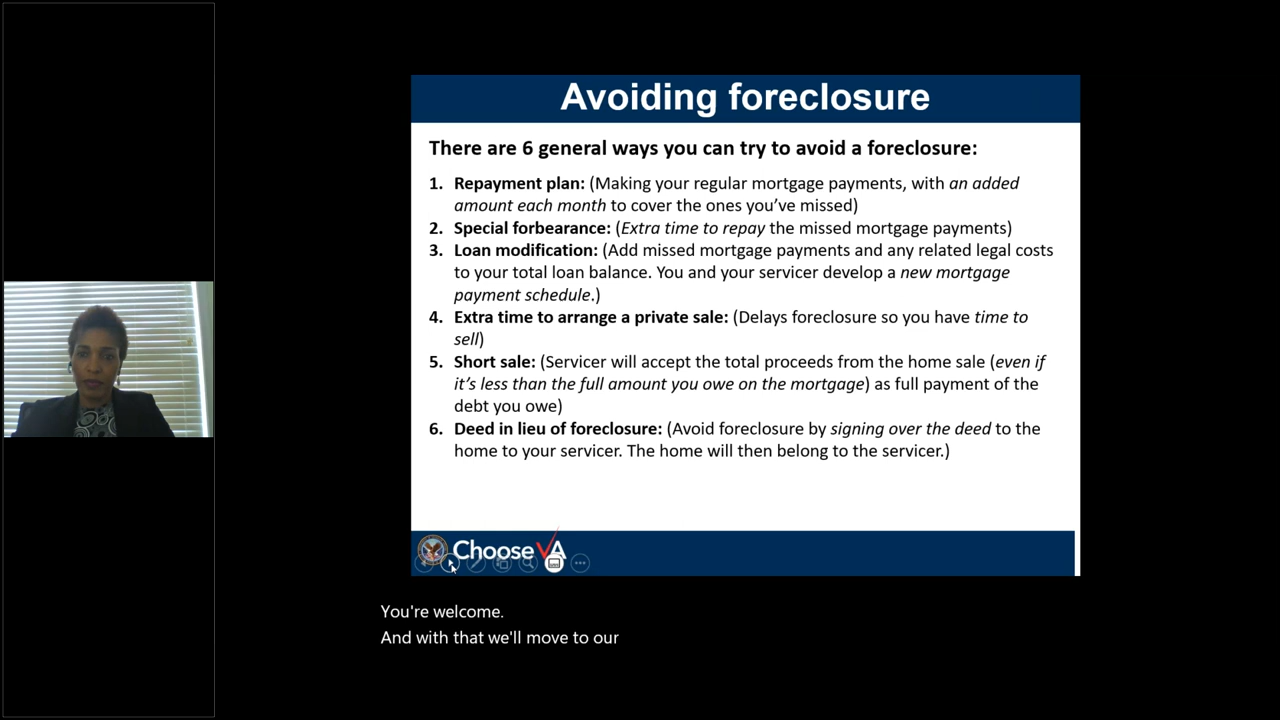 Avoiding foreclosure
There are 6 general ways you can try to avoid a foreclosure:
1. Repayment plan: (Making your regular mortgage payments, with an added
amount each month to cover the ones you’ve missed)
2. Special forbearance: (Extra time to repay the missed mortgage payments)
3. Loan modification: (Add missed mortgage payments and any related legal costs
to your total loan balance. You and your servicer develop a new mortgage
payment schedule.)
4. Extra time to arrange a private sale: (Delays foreclosure so you have time to
sell)
5. Short sale: (Servicer will accept the total proceeds from the home sale (even if
it’s less than the full amount you owe on the mortgage) as full payment of the
debt you owe)
6. Deed in lieu of foreclosure: (Avoid foreclosure by signing over the deed to the
home to your servicer. The home will then belong to the servicer.)
Choose VA
You're welcome.
And with that we'll move to our